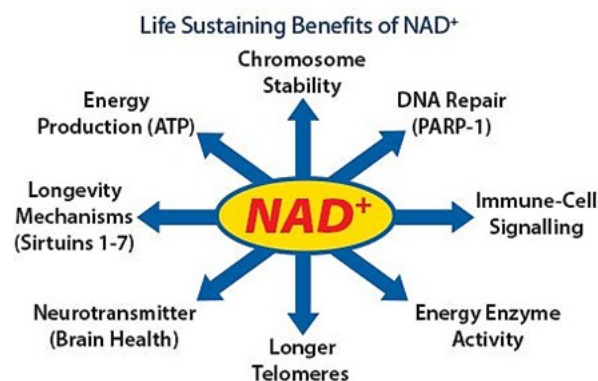 Life Sustaining Benefits of NAD+
Chromosome
Stability
Energy
Production (ATP)
DNA Repair
(PARP-1)
Longevity
Mechanisms
(Sirtuins 1-7)
NAD+
Immune-Cell
Signalling
Neurotransmitter
(Brain Health)
Longer
Telomeres
Energy Enzyme
Activity